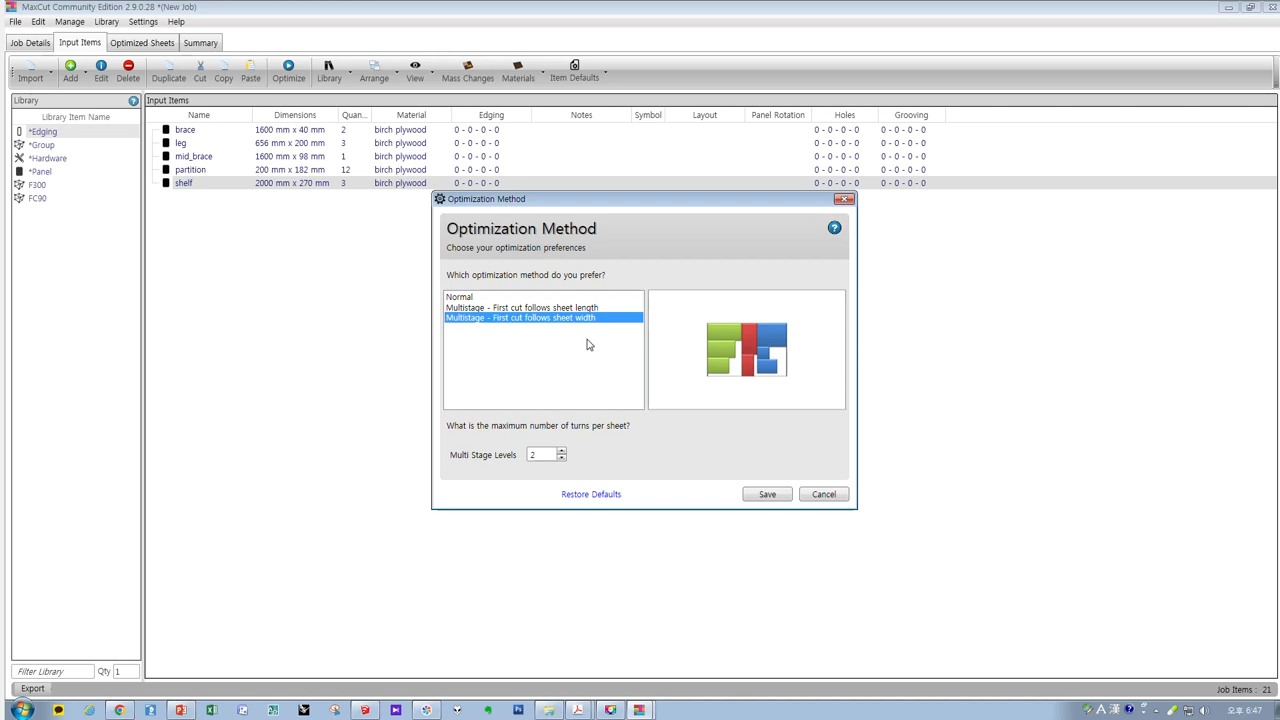 MaxCut Community Edition 2.9.0.28 *(New Job)
File Edit Manage Library Settings Help
Job Details Input Items Optimized Sheets Summary
Import Add Edit Delete Duplicate Cut Copy Paste Optimize Library Arrange View Mass Changes Materials Item Defaults
Library
Library Item Name
*Edging
*Group
*Hardware
*Panel
F300
FC90
Input Items
Name Dimensions Quan... Material Edging Notes Symbol Layout Panel Rotation Holes Grooving
brace 1600 mm x 40 mm 2 birch plywood 0 - 0 - 0 - 0 0 - 0 - 0 - 0 0 - 0 - 0 - 0
leg 656 mm x 200 mm 3 birch plywood 0 - 0 - 0 - 0 0 - 0 - 0 - 0 0 - 0 - 0 - 0
mid_brace 1600 mm x 98 mm 1 birch plywood 0 - 0 - 0 - 0 0 - 0 - 0 - 0 0 - 0 - 0 - 0
partition 200 mm x 182 mm 12 birch plywood 0 - 0 - 0 - 0 0 - 0 - 0 - 0 0 - 0 - 0 - 0
shelf 2000 mm x 270 mm 3 birch plywood 0 - 0 - 0 - 0 0 - 0 - 0 - 0 0 - 0 - 0 - 0
Optimization Method
Optimization Method
Choose your optimization preferences
Which optimization method do you prefer?
Normal
Multistage - First cut follows sheet length
Multistage - First cut follows sheet width
What is the maximum number of turns per sheet?
Multi Stage Levels 2
Restore Defaults Save Cancel
Filter Library Qty 1
Export Job Items: 21
A 漢 오후 6:47